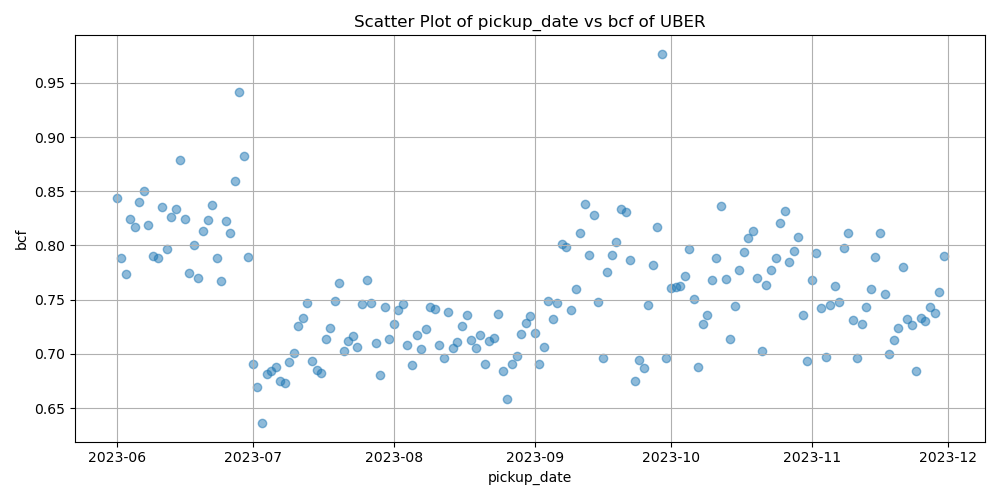 Scatter Plot of pickup_date vs bcf of UBER
0.95
0.90
0.85
0.80
0.75
0.70
0.65
bcf
2023-06 2023-07 2023-08 2023-09 2023-10 2023-11 2023-12
pickup_date